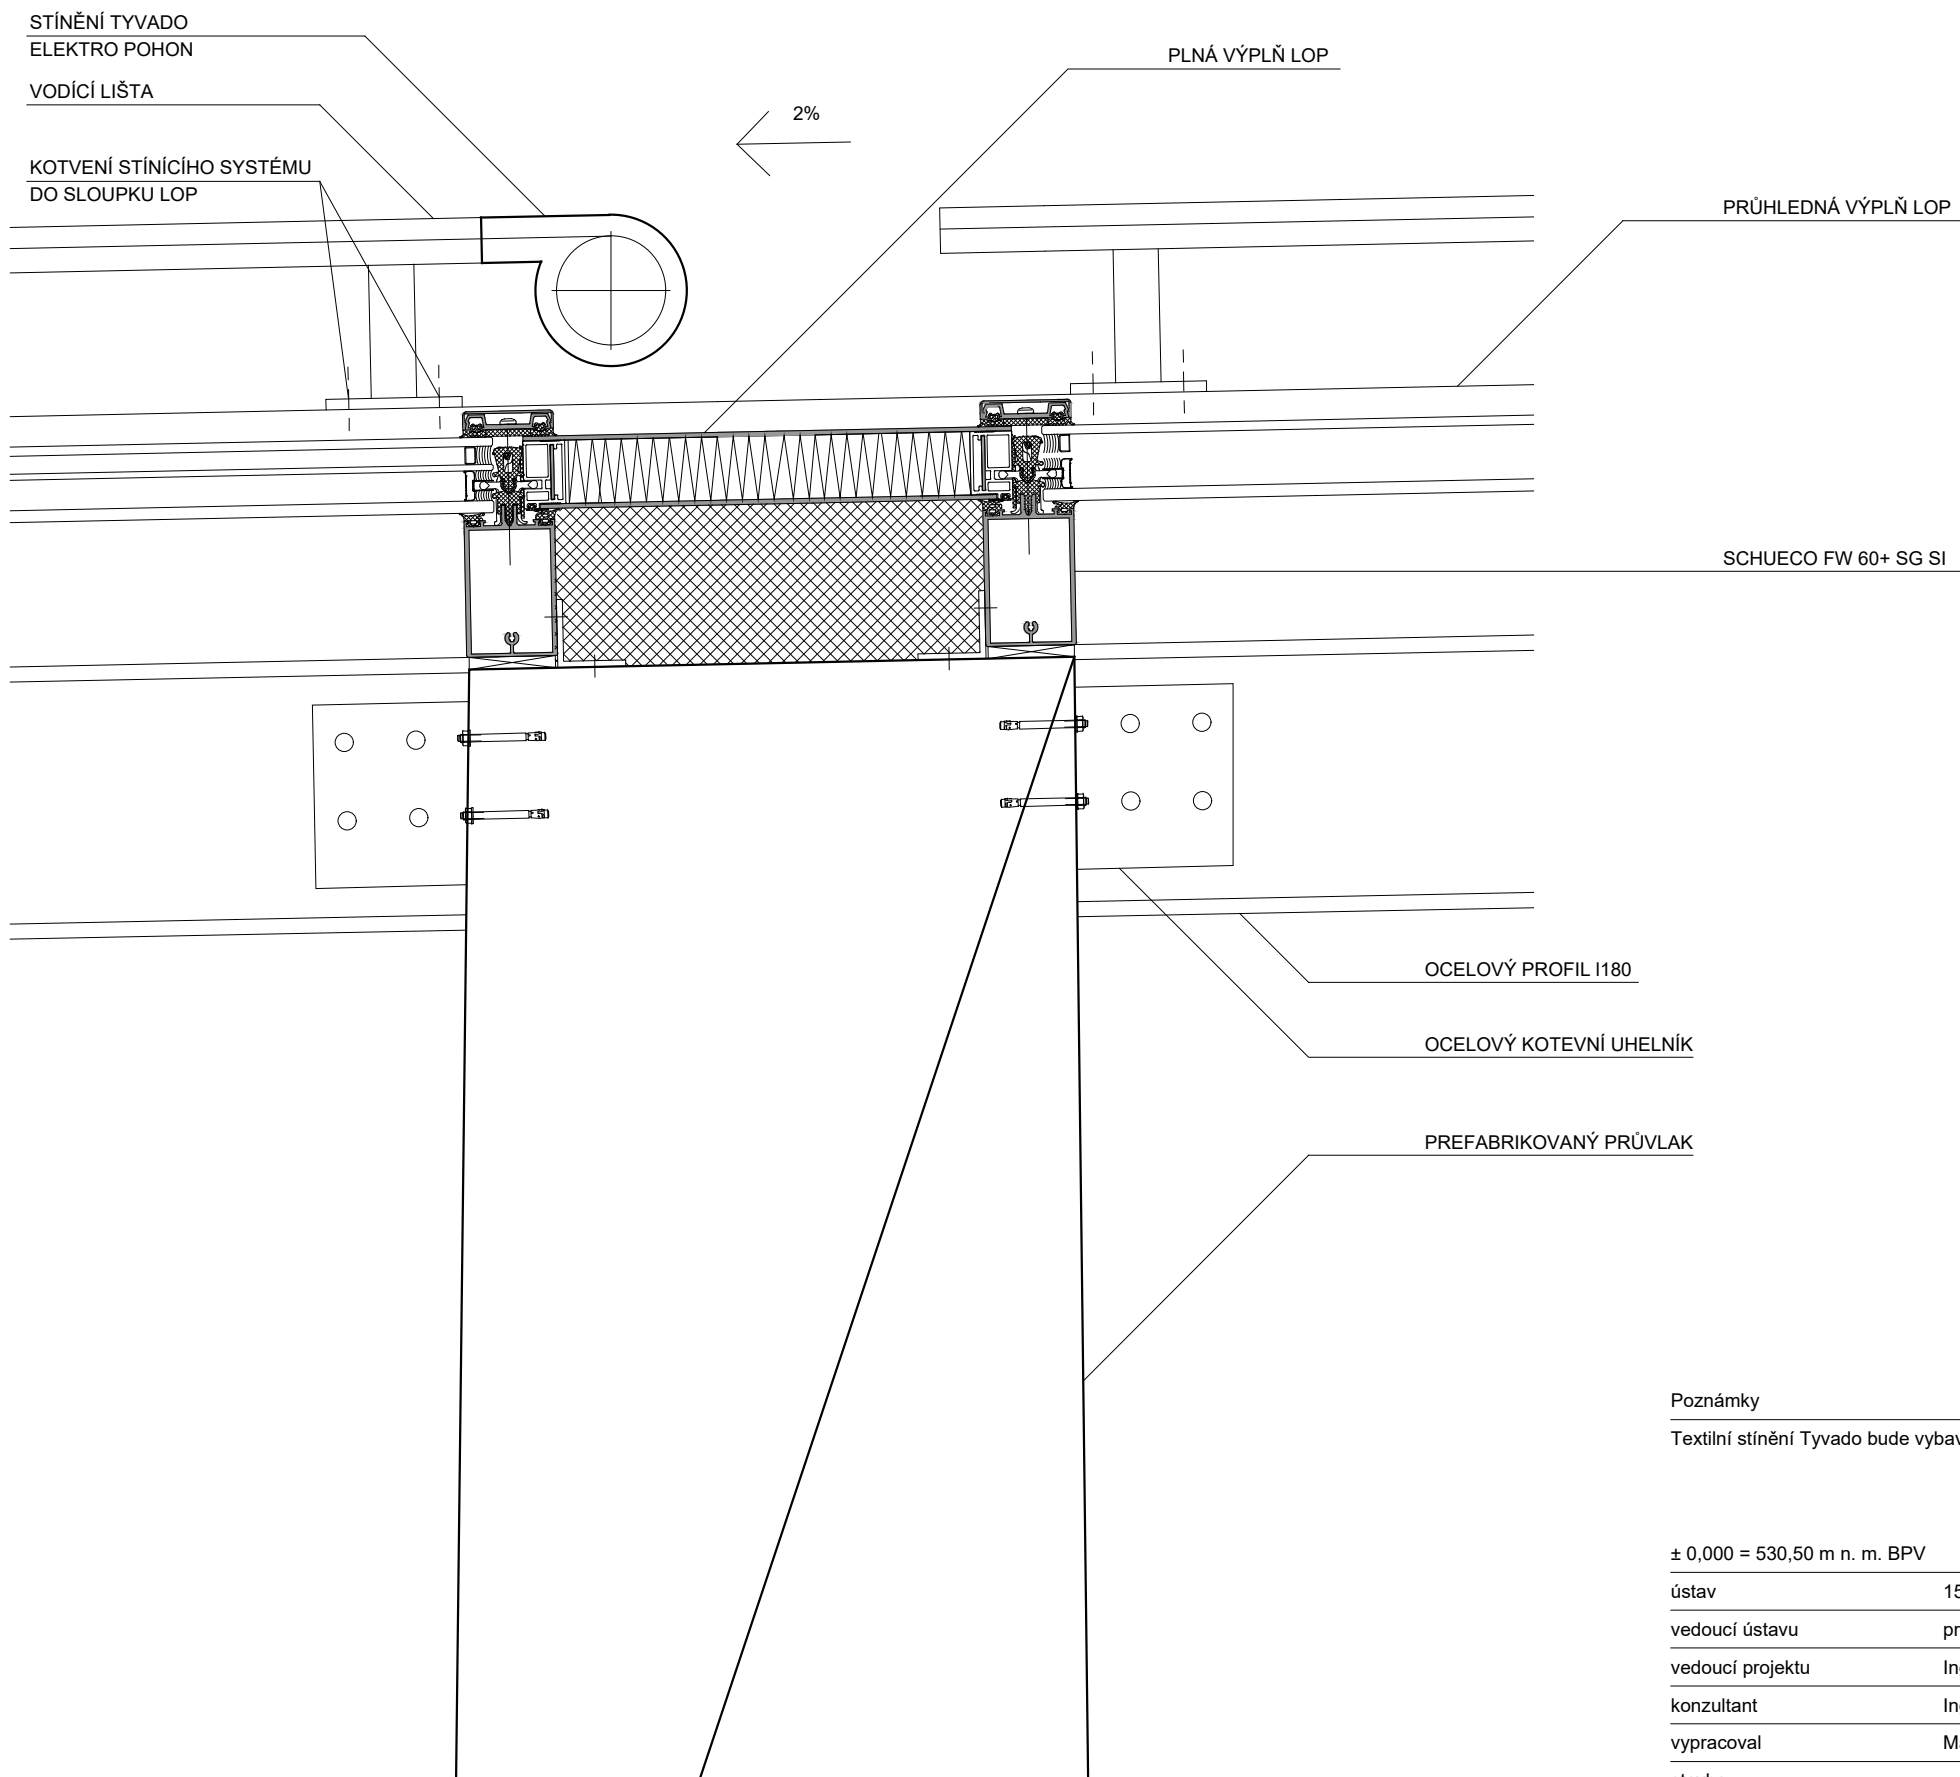 STÍNĚNÍ TYVADO
ELEKTRO POHON
VODÍCÍ LIŠTA
KOTVENÍ STÍNÍCÍHO SYSTÉMU
DO SLOUPKU LOP
PLNÁ VÝPLŇ LOP
2%
PRŮHLEDNÁ VÝPLŇ LOP
SCHUECO FW 60+ SG SI
OCELOVÝ PROFIL I180
OCELOVÝ KOTEVNÍ UHELNÍK
PREFABRIKOVANÝ PRŮVLAK
Poznámky
Textilní stínění Tyvado bude
± 0,000 = 530,50 m n. m. BPV
ústav
vedoucí ústavu
vedoucí projektu
konzultant
vypracoval